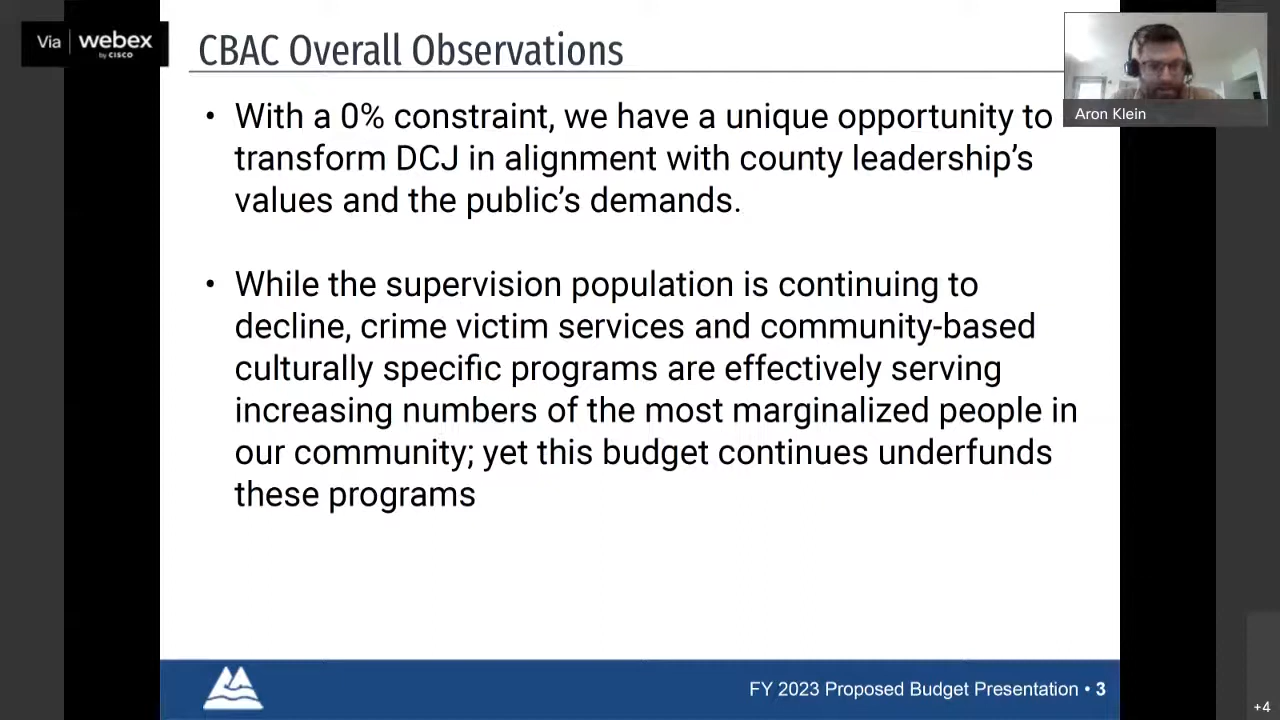 Via webex
by CISCO
CBAC Overall Observations
Aron Klein
• With a 0% constraint, we have a unique opportunity to
transform DCJ in alignment with county leadership's
values and the public's demands.
• While the supervision population is continuing to
decline, crime victim services and community-based
culturally specific programs are effectively serving
increasing numbers of the most marginalized people in
our community; yet this budget continues underfunds
these programs
FY 2023 Proposed Budget Presentation • 3
+4